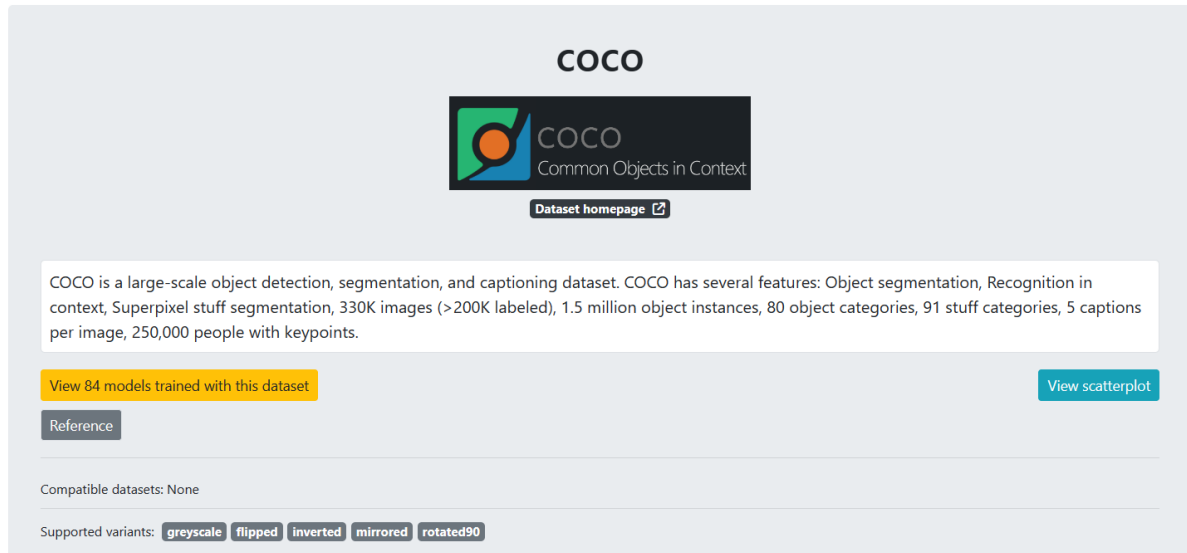 COCO
COCO
Common Objects in Context
Dataset homepage
COCO is a large-scale object detection, segmentation, and captioning dataset. COCO has several features: Object segmentation, Recognition in
context, Superpixel stuff segmentation, 330K images (>200K labeled), 1.5 million object instances, 80 object categories, 91 stuff categories, 5 captions
per image, 250,000 people with keypoints.
View 84 models trained with this dataset
View scatterplot
Reference
Compatible datasets: None
Supported variants: greyscale flipped inverted mirrored rotated90